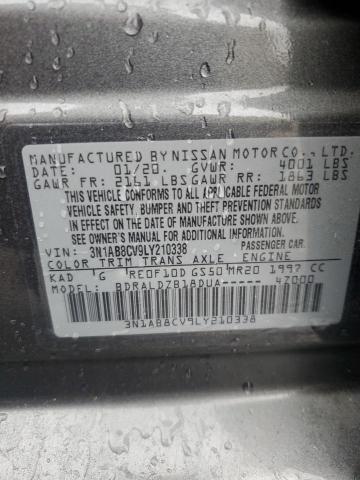 MANUFACTURED BY NISSAN MOTOR CO., LTD.
DATE: 01/20 GVWR: 4001 LBS
GAWR FR: 2161 LBS GAWR RR: 1863 LBS
THIS VEHICLE CONFORMS TO ALL APPLICABLE FEDERAL MOTOR
VEHICLE SAFETY, BUMPER AND THEFT PREVENTION STANDARDS
IN EFFECT ON THE DATE OF MANUFACTURE SHOWN ABOVE.
SEE OWNER'S MANUAL FOR ADDITIONAL INFORMATION.
VIN: 3N1AB8CV9LY210338 PASSENGER CAR.
COLOR TRIM TRANS AXLE ENGINE
KAD G RE0F10D GS50 MR20 1997 CC
MODEL: BDRALDZB18DUA----- 47000
3N1AB8CV9LY210338